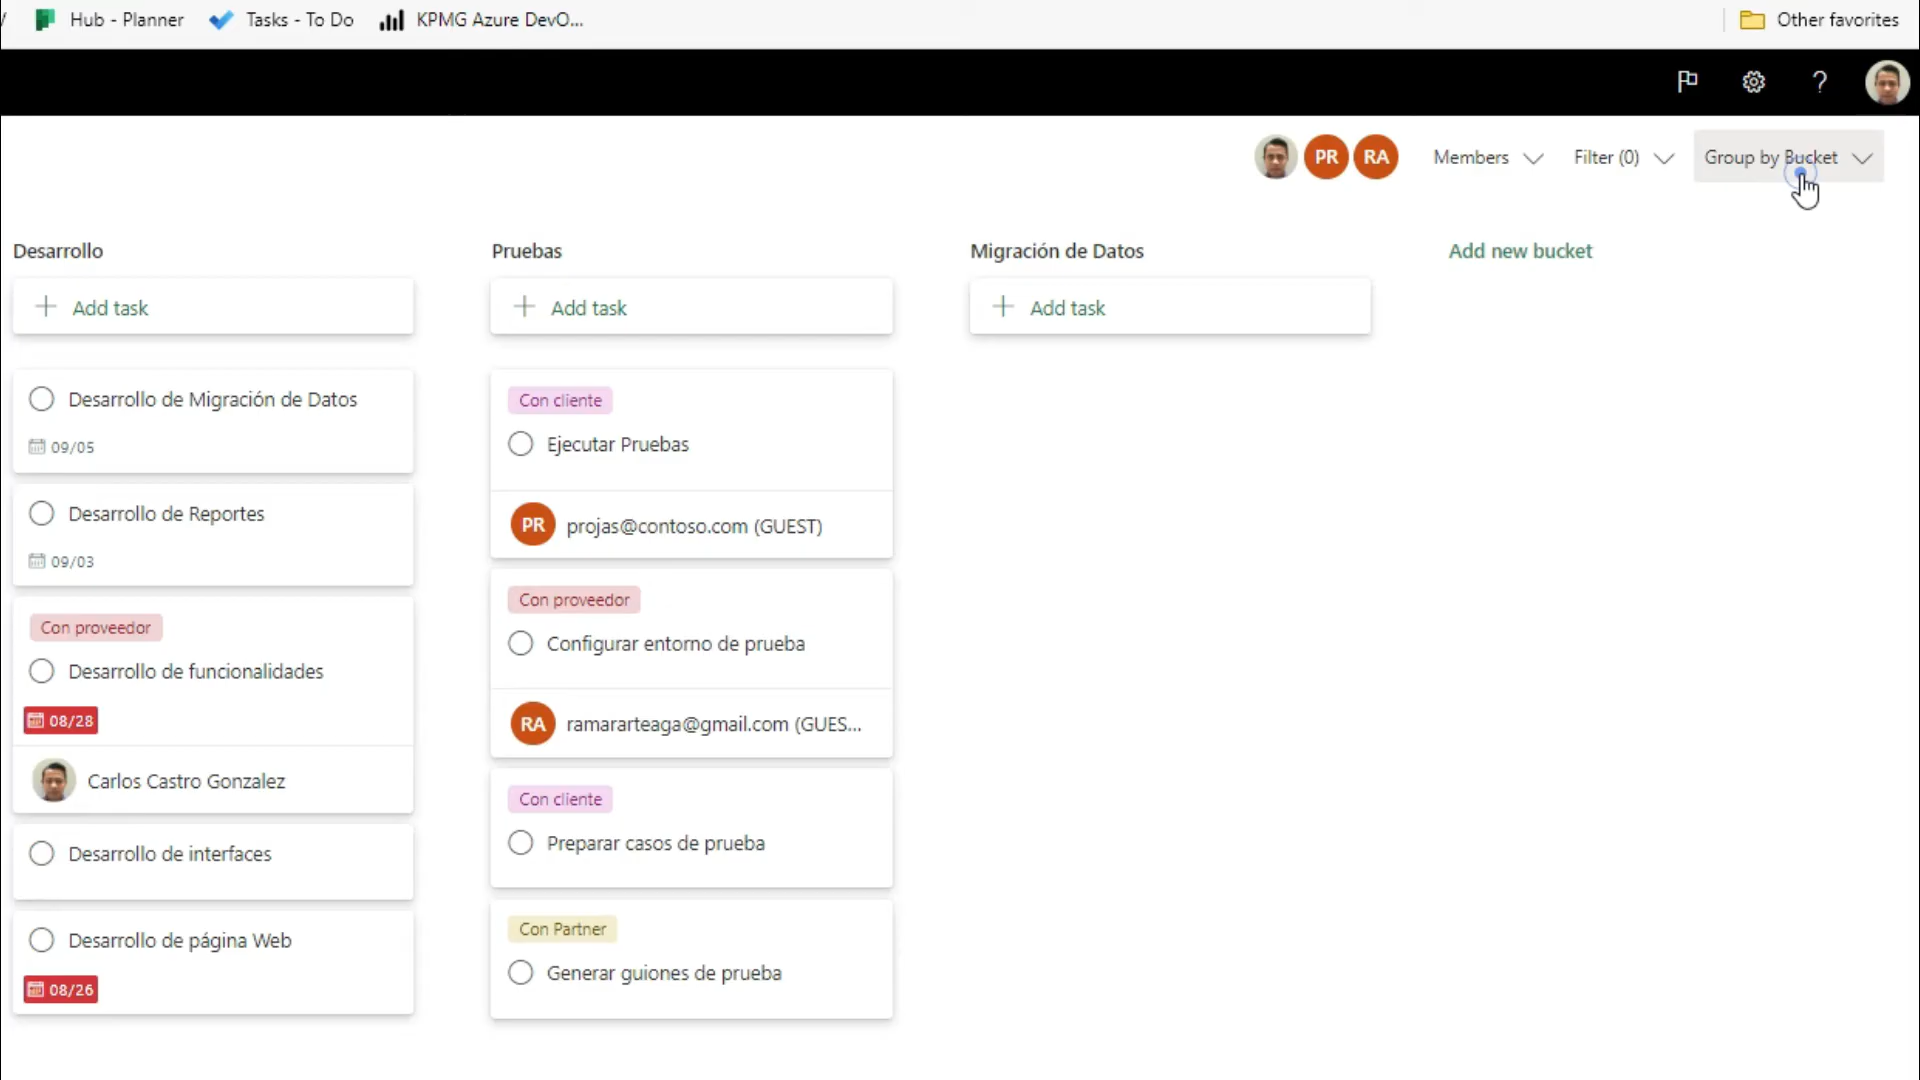 Hub - Planner
Tasks - To Do
KPMG Azure DevO...
Other favorites
?
PR
RA
Members
Filter (0)
Group by Bucket
Desarrollo
Add task
Desarrollo de Migración de Datos
09/05
Desarrollo de Reportes
09/03
Con proveedor
Desarrollo de funcionalidades
08/28
Carlos Castro Gonzalez
Desarrollo de interfaces
Desarrollo de página Web
08/26
Pruebas
Add task
Con cliente
Ejecutar Pruebas
PR projas@contoso.com (GUEST)
Con proveedor
Configurar entorno de prueba
RA ramararteaga@gmail.com (GUES...
Con cliente
Preparar casos de prueba
Con Partner
Generar guiones de prueba
Migración de Datos
Add task
Add new bucket